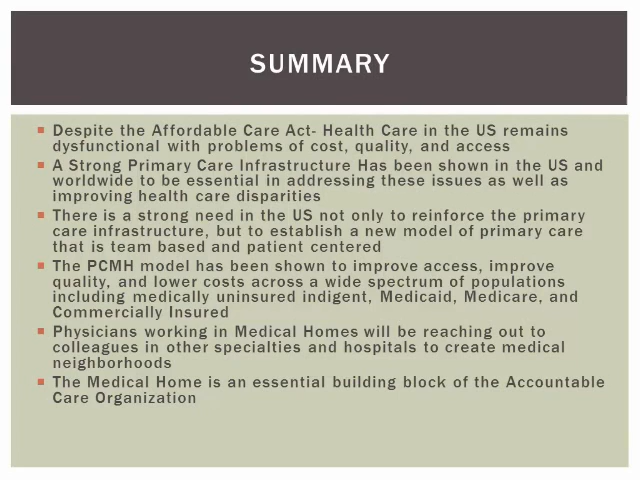 SUMMARY
Despite the Affordable Care Act- Health Care in the US remains
dysfunctional with problems of cost, quality, and access
A Strong Primary Care Infrastructure Has been shown in the US and
worldwide to be essential in addressing these issues as well as
improving health care disparities
There is a strong need in the US not only to reinforce the primary
care infrastructure, but to establish a new model of primary care
that is team based and patient centered
The PCMH model has been shown to improve access, improve
quality, and lower costs across a wide spectrum of populations
including medically uninsured indigent, Medicaid, Medicare, and
Commercially Insured
Physicians working in Medical Homes will be reaching out to
colleagues in other specialties and hospitals to create medical
neighborhoods
The Medical Home is an essential building block of the Accountable
Care Organization